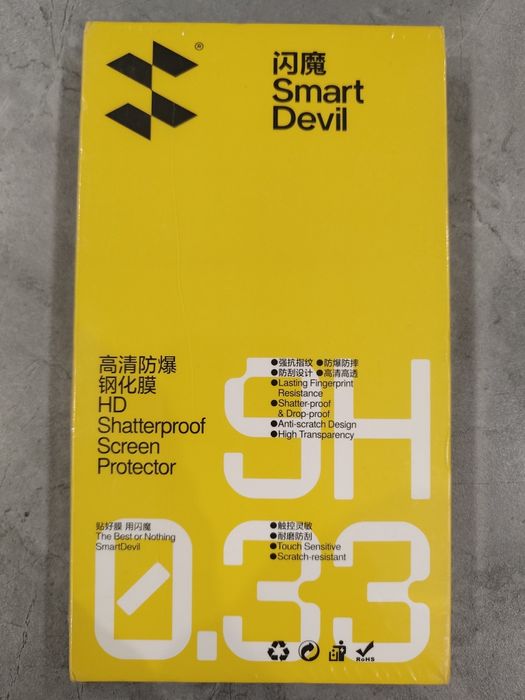 ®
闪魔
Smart
Devil
高清防爆
钢化膜
HD
Shatterproof
Screen
Protector
●强抗指纹 ●防爆防摔
●防刮设计 ●高清高透
●Lasting Fingerprint
Resistance
●Shatter-proof
& Drop-proof
●Anti-scratch Design
●High Transparency
9H
贴好膜 用闪魔
The Best or Nothing
SmartDevil
●触控灵敏
●耐磨防刮
●Touch Sensitive
●Scratch-resistant
0.33
RoHS